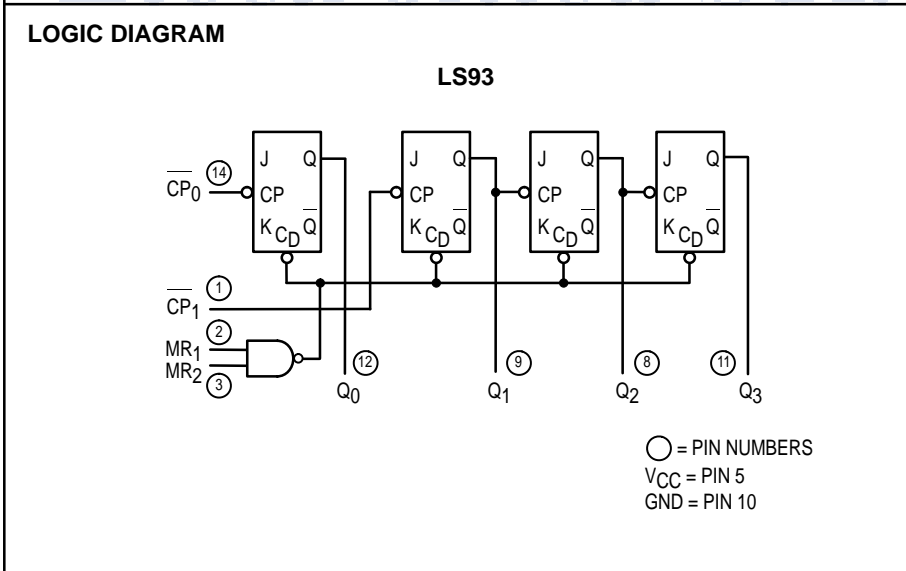 LOGIC DIAGRAM
LS93
J Q J Q J Q J Q
14
CP0 CP CP CP CP
K CD Q K CD Q K CD Q K CD Q
1
CP1
2
MR1
MR2
3
12 9 8 11
Q0 Q1 Q2 Q3
= PIN NUMBERS
VCC = PIN 5
GND = PIN 10